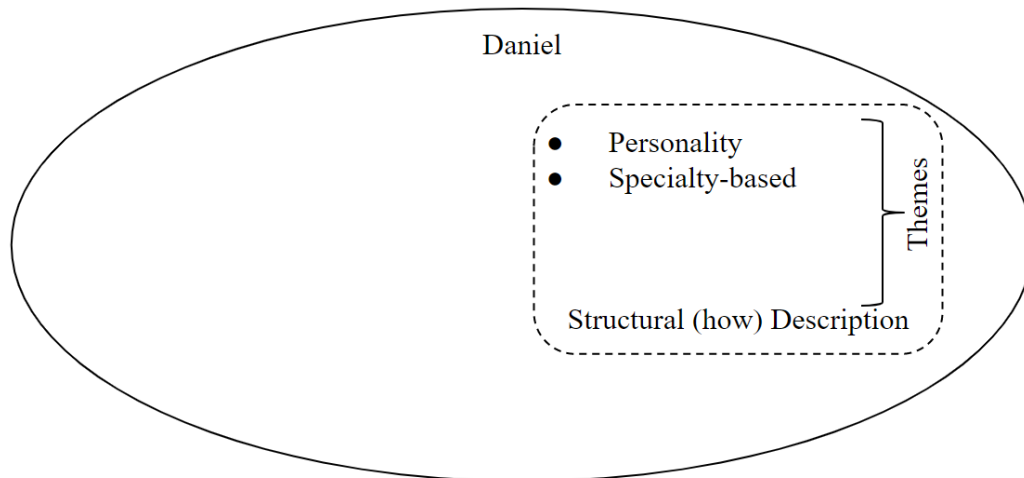 Daniel
● Personality
● Specialty-based
Themes
Structural (how) Description